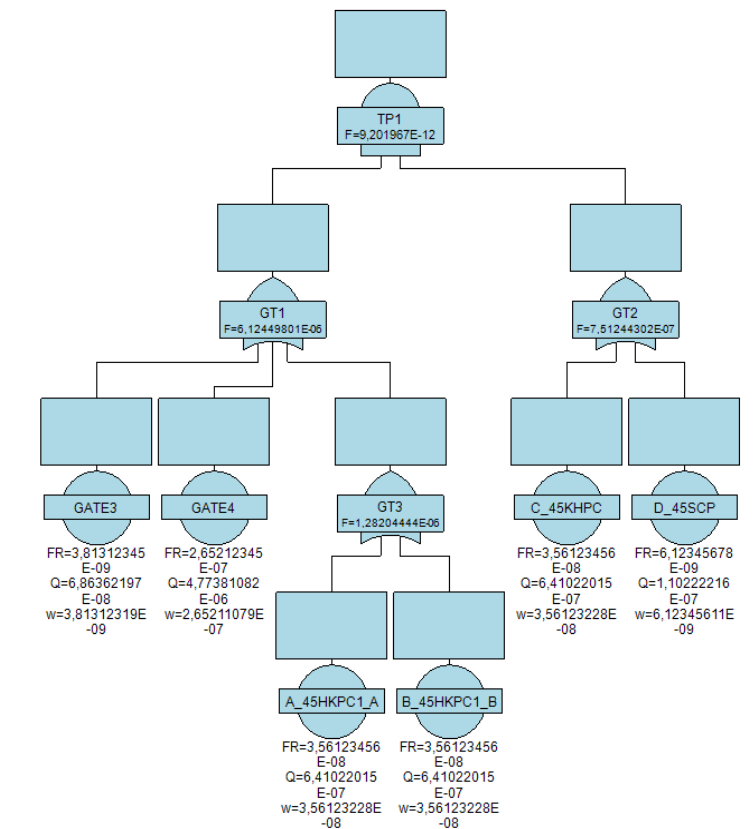 TP1
F=9,201967E-12
GT1
F=6,12449801E-06
GT2
F=7,51244302E-07
GATE3
FR=3,81312345
E-09
Q=6,86362197
E-08
w=3,81312319E
-09
GATE4
FR=2,65212345
E-07
Q=4,77381082
E-06
w=2,65211079E
-07
GT3
F=1,28204444E-06
C_45KHPC
FR=3,56123456
E-08
Q=6,41022015
E-07
w=3,56123228E
-08
D_45SCP
FR=6,12345678
E-09
Q=1,10222216
E-07
w=6,12345611E
-09
A_45HKPC1_A
FR=3,56123456
E-08
Q=6,41022015
E-07
w=3,56123228E
-08
B_45HKPC1_B
FR=3,56123456
E-08
Q=6,41022015
E-07
w=3,56123228E
-08